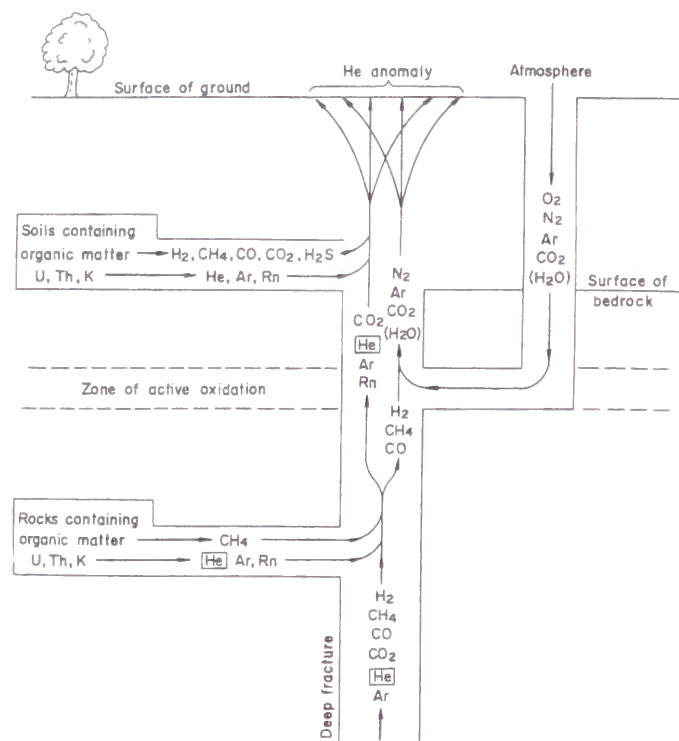 He anomaly
Atmosphere
Surface of ground
O2
N2
Ar
CO2
(H2O)
Soils containing
organic matter → H2, CH4, CO, CO2, H2S
U, Th, K → He, Ar, Rn
Surface of
bedrock
N2
Ar
CO2
(H2O)
CO2
He
Ar
Rn
Zone of active oxidation
H2
CH4
CO
Rocks containing
organic matter → CH4
U, Th, K → He Ar, Rn
H2
CH4
CO
CO2
He
Ar
Deep fracture